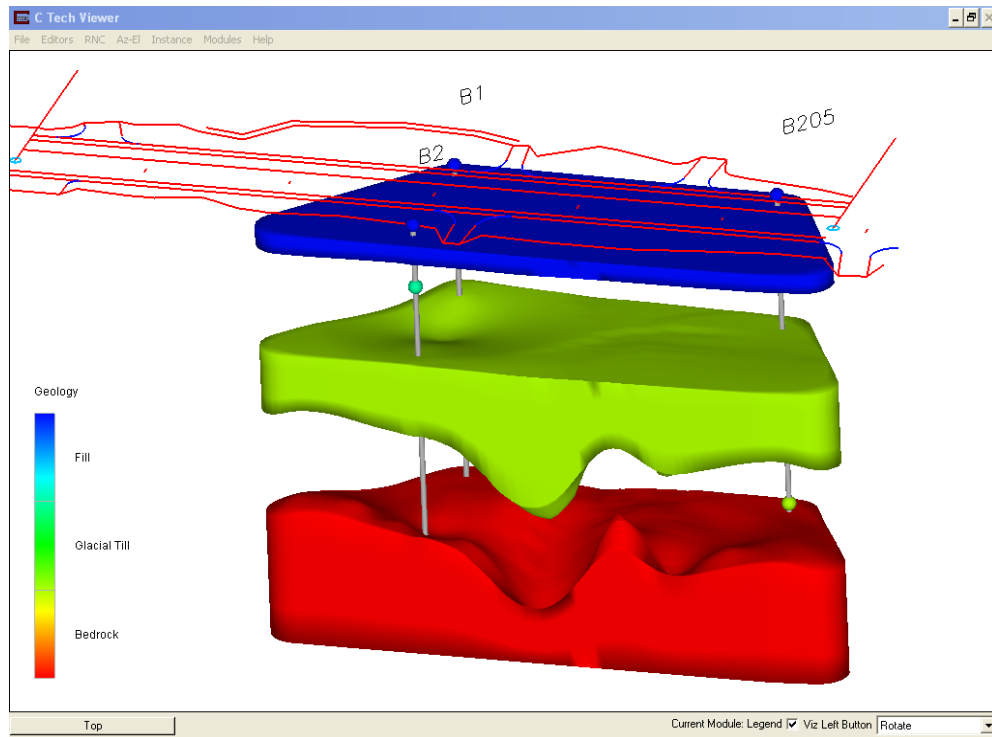 C Tech Viewer
File Editors RNC Az-El Instance Modules Help
B1
B205
B2
Geology
Fill
Glacial Till
Bedrock
Top
Current Module: Legend Viz Left Button Rotate